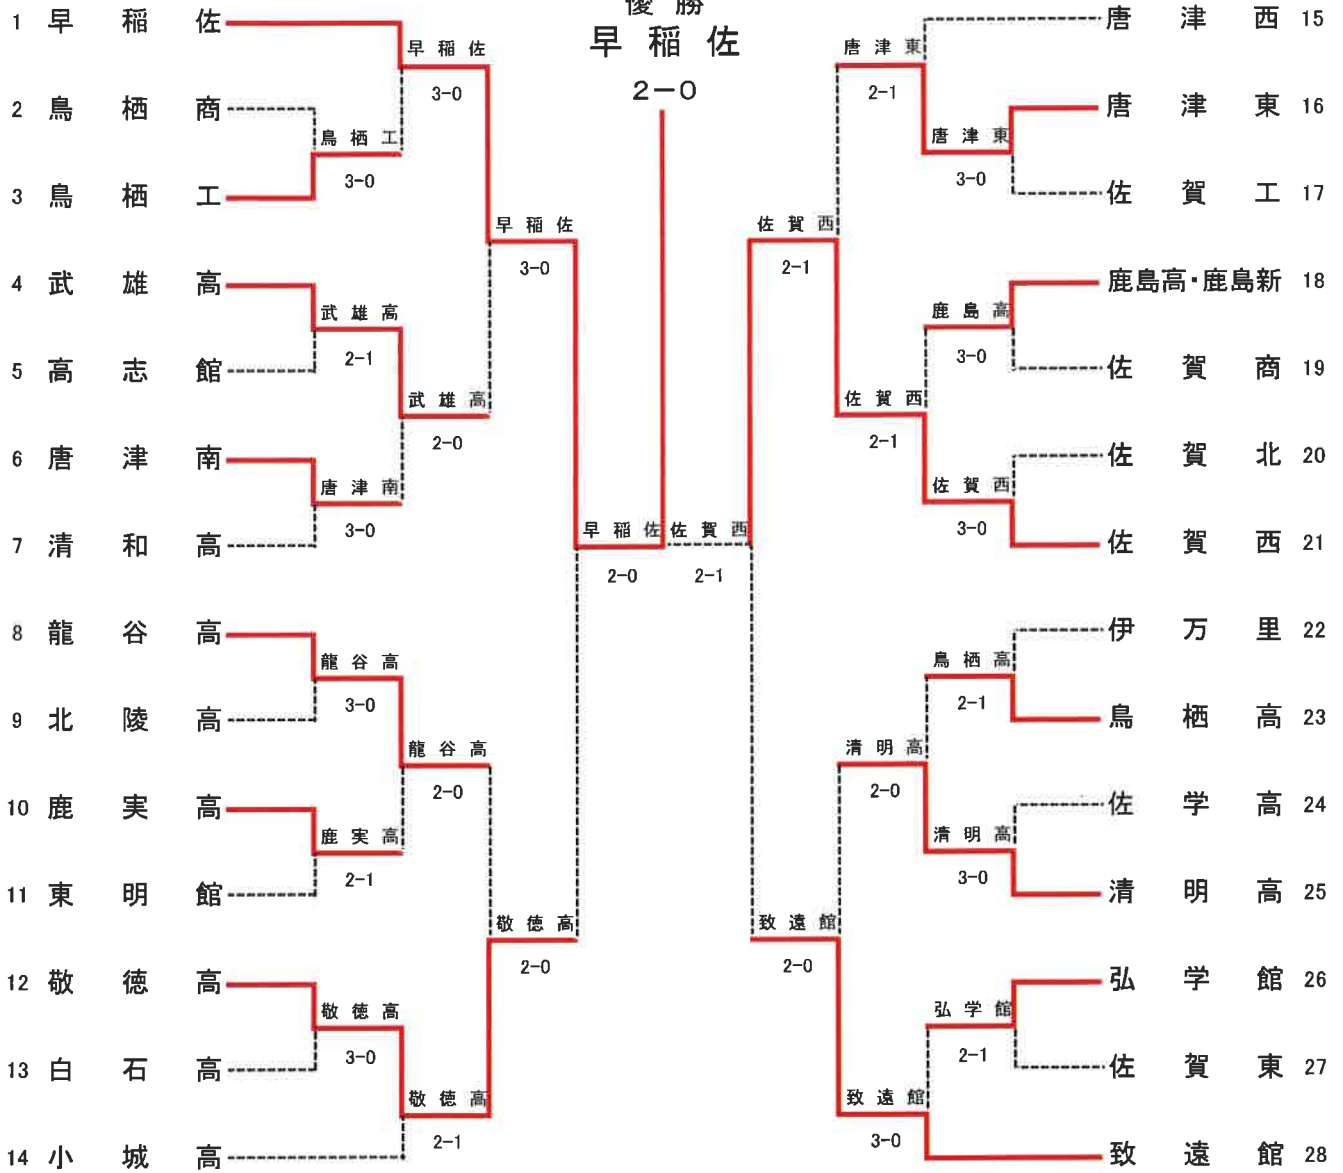 優勝
早稲佐
2-0
1 早稲佐
2 鳥栖商
3 鳥栖工
4 武雄高
5 高志館
6 唐津南
7 清和高
8 龍谷高
9 北陵高
10 鹿実高
11 東明館
12 敬徳高
13 白石高
14 小城高
鳥栖工
3-0
武雄高
2-1
唐津南
3-0
龍谷高
3-0
鹿実高
2-1
敬徳高
3-0
早稲佐
3-0
武雄高
2-0
龍谷高
2-0
敬徳高
2-1
早稲佐
3-0
敬徳高
2-0
早稲佐
2-0
佐賀西
2-1
佐賀西
2-1
致遠館
2-0
唐津東
2-1
佐賀西
2-1
清明高
2-0
致遠館
3-0
唐津東
3-0
鹿島高
3-0
佐賀西
3-0
鳥栖高
2-1
清明高
3-0
弘学館
2-1
唐津西 15
唐津東 16
佐賀工 17
鹿島高・鹿島新 18
佐賀商 19
佐賀北 20
佐賀西 21
伊万里 22
鳥栖高 23
佐学高 24
清明高 25
弘学館 26
佐賀東 27
致遠館 28